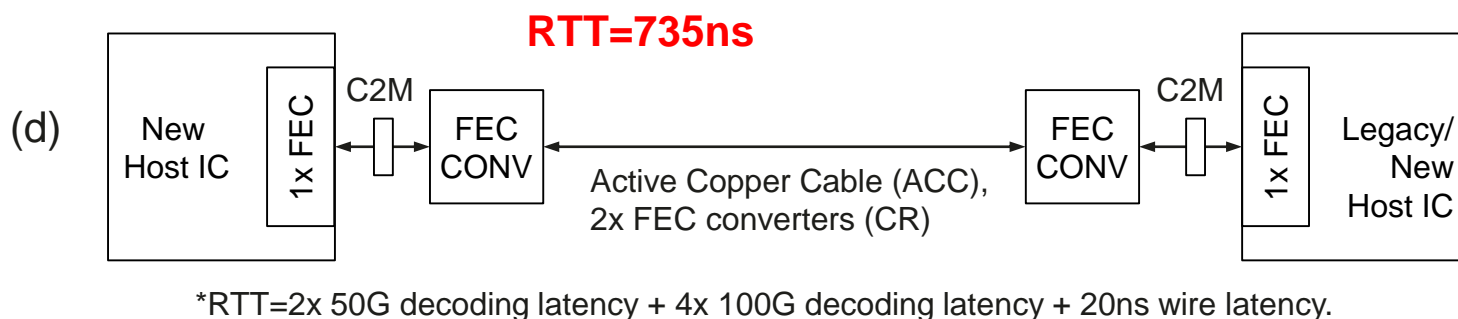 RTT=735ns
(d)
New
Host IC
1x FEC
C2M
FEC
CONV
Active Copper Cable (ACC),
2x FEC converters (CR)
FEC
CONV
C2M
1x FEC
Legacy/
New
Host IC
*RTT=2x 50G decoding latency + 4x 100G decoding latency + 20ns wire latency.